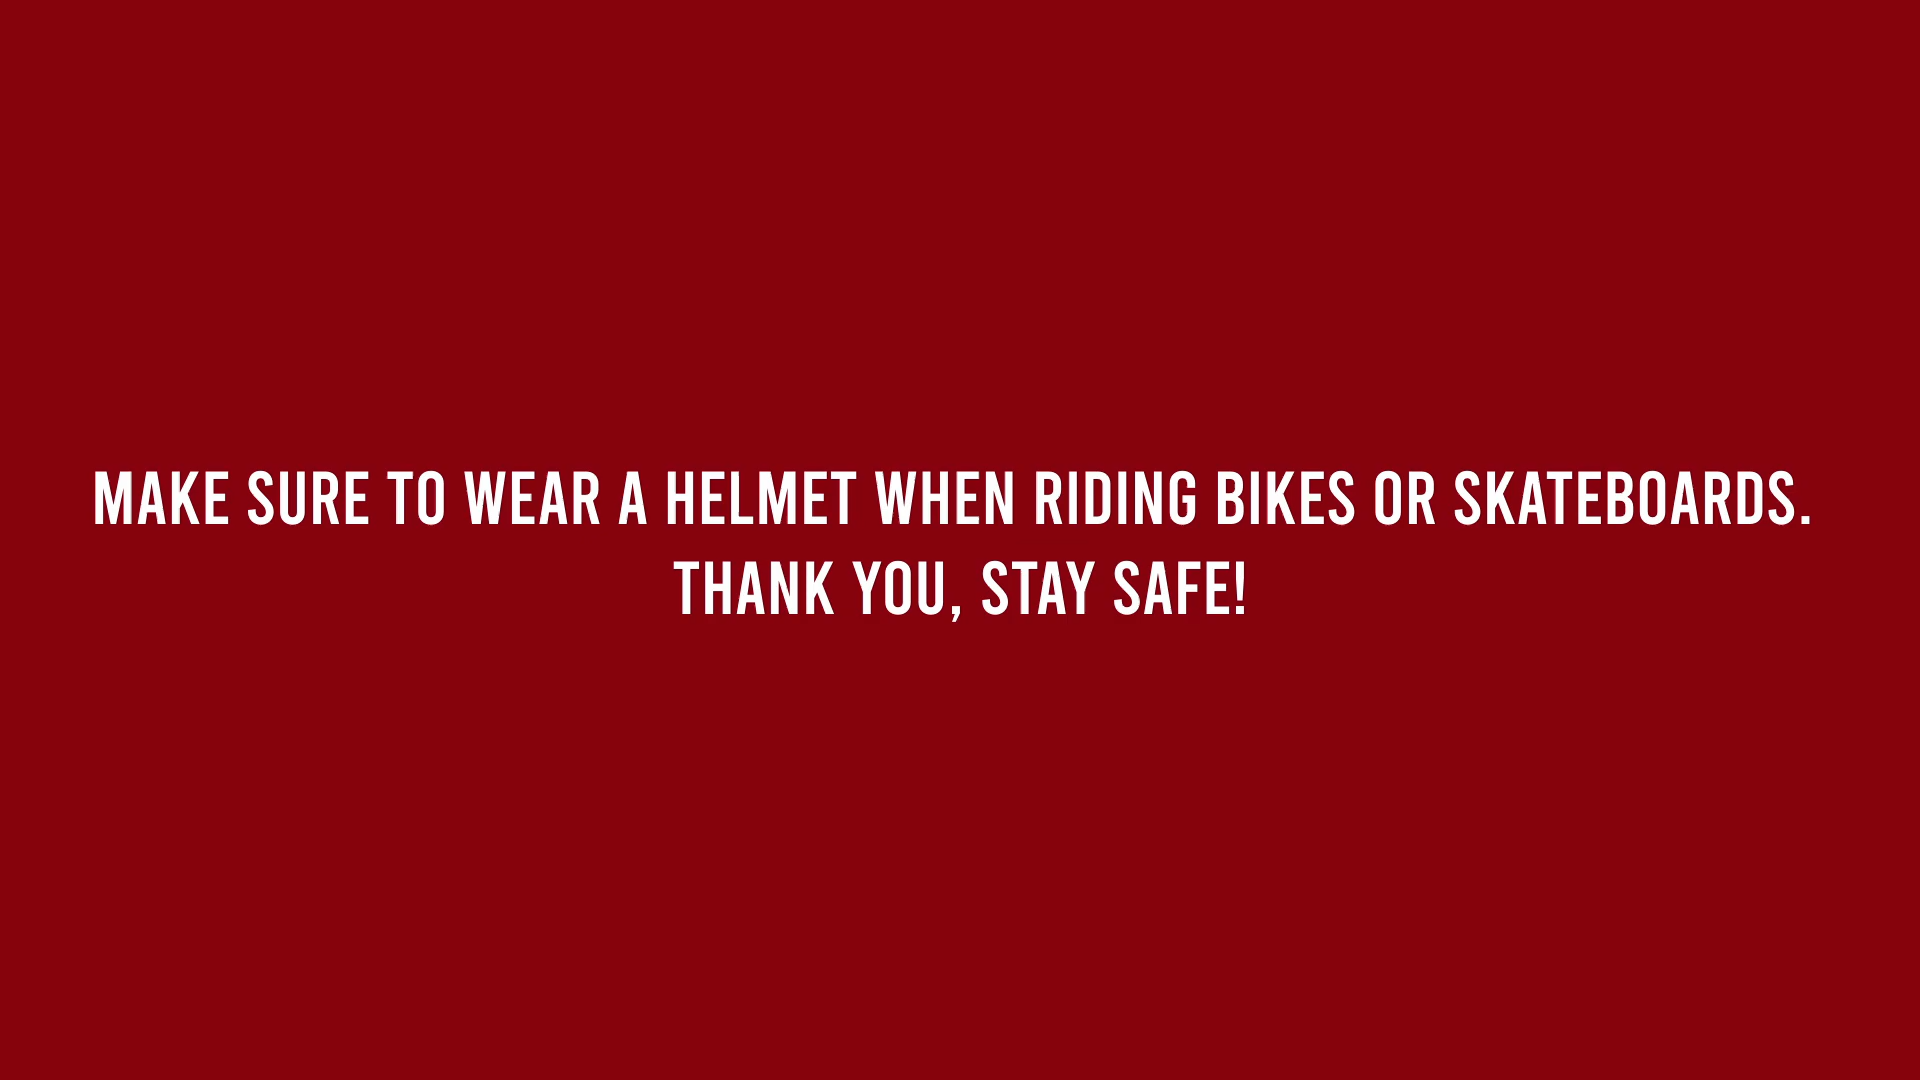 MAKE SURE TO WEAR A HELMET WHEN RIDING BIKES OR SKATEBOARDS.
THANK YOU, STAY SAFE!